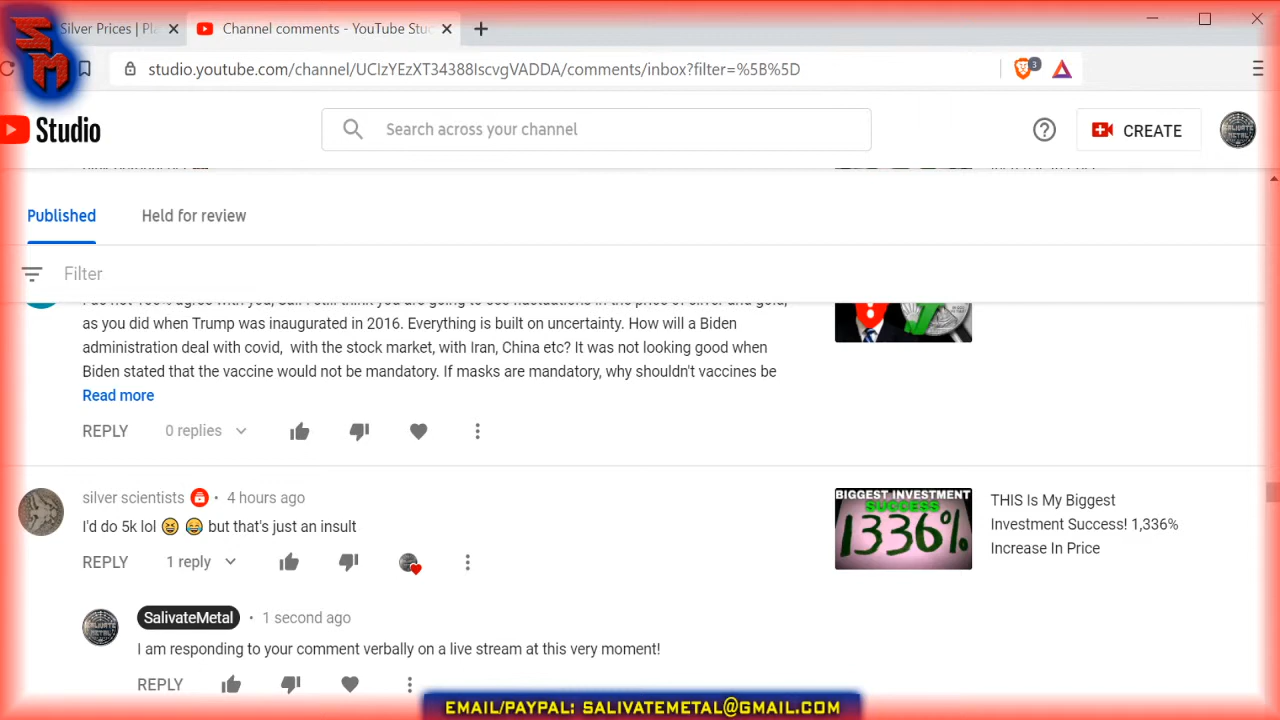 SM
Silver Prices | Pl
Channel comments - YouTube Stu
studio.youtube.com/channel/UCIzYEzXT34388IscvgVADDA/comments/inbox?filter=%5B%5D
3
Studio
Search across your channel
CREATE
SALIVATE METAL
Published
Held for review
Filter
as you did when Trump was inaugurated in 2016. Everything is built on uncertainty. How will a Biden
administration deal with covid, with the stock market, with Iran, China etc? It was not looking good when
Biden stated that the vaccine would not be mandatory. If masks are mandatory, why shouldn't vaccines be
Read more
REPLY 0 replies
silver scientists • 4 hours ago
I'd do 5k lol 😆 😂 but that's just an insult
REPLY 1 reply
BIGGEST INVESTMENT
SUCCESS
1336%
THIS Is My Biggest
Investment Success! 1,336%
Increase In Price
SalivateMetal • 1 second ago
I am responding to your comment verbally on a live stream at this very moment!
REPLY
EMAIL/PAYPAL: SALIVATEMETAL@GMAIL.COM